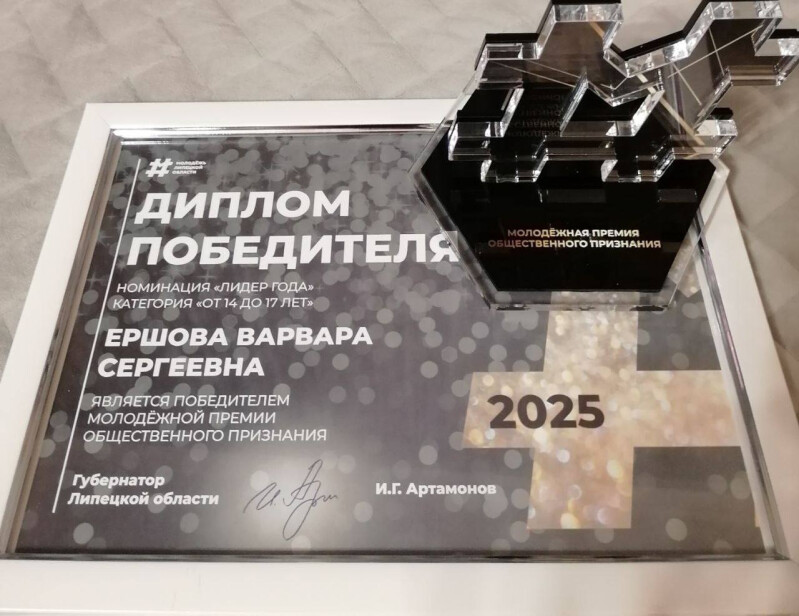 #
МОЛОДЁЖЬ
ЛИПЕЦКОЙ
ОБЛАСТИ
ДИПЛОМ
ПОБЕДИТЕЛЯ
НОМИНАЦИЯ «ЛИДЕР ГОДА»
КАТЕГОРИЯ «ОТ 14 ДО 17 ЛЕТ»
ЕРШОВА ВАРВАРА
СЕРГЕЕВНА
ЯВЛЯЕТСЯ ПОБЕДИТЕЛЕМ
МОЛОДЁЖНОЙ ПРЕМИИ
ОБЩЕСТВЕННОГО ПРИЗНАНИЯ
Губернатор
Липецкой области
И.Г. Артамонов
2025
МОЛОДЁЖНАЯ ПРЕМИЯ
ОБЩЕСТВЕННОГО ПРИЗНАНИЯ